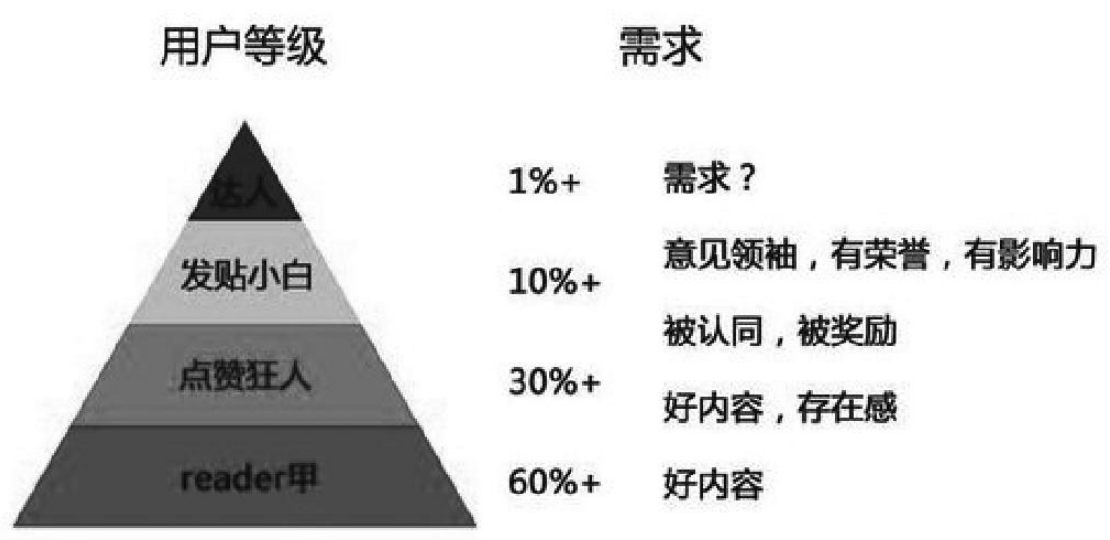 用户等级 需求
达人 1%+ 需求？
意见领袖，有荣誉，有影响力
发贴小白 10%+
被认同，被奖励
点赞狂人 30%+
好内容，存在感
reader甲 60%+ 好内容